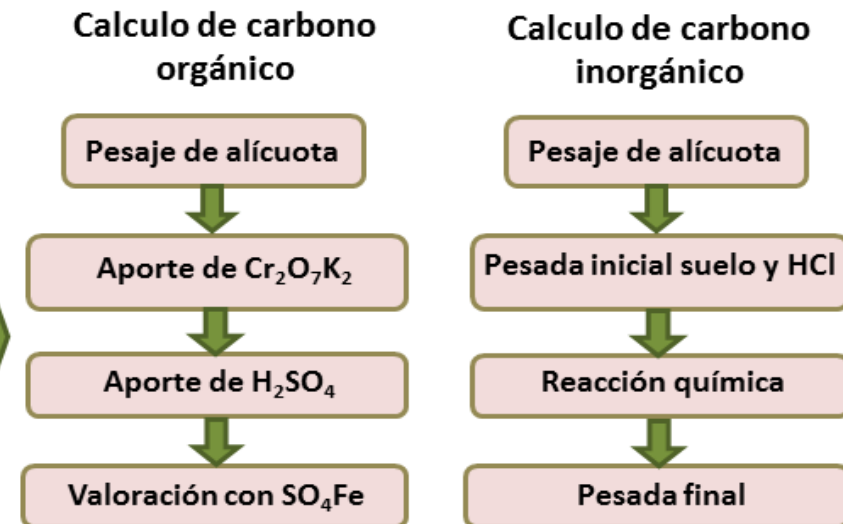 Calculo de carbono
orgánico
Pesaje de alícuota
Aporte de Cr₂O₇K₂
Aporte de H₂SO₄
Valoración con SO₄Fe
Calculo de carbono
inorgánico
Pesaje de alícuota
Pesada inicial suelo y HCl
Reacción química
Pesada final